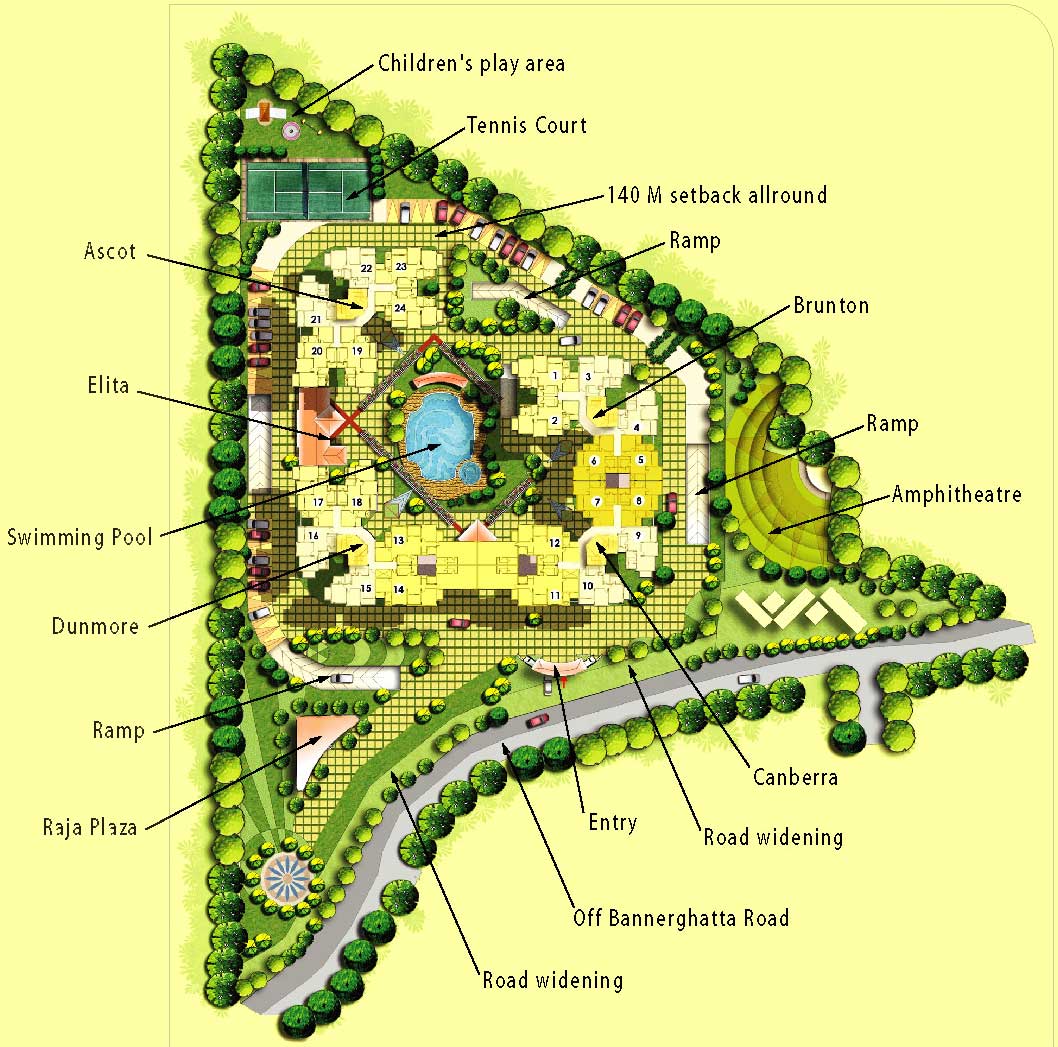 Children's play area
Tennis Court
140 M setback allround
Ramp
Ascot
Brunton
Elita
Ramp
Amphitheatre
Swimming Pool
Dunmore
Ramp
Raja Plaza
Canberra
Entry
Road widening
Off Bannerghatta Road
Road widening
22
23
21
24
20
19
1
3
2
4
6
5
7
8
17
18
16
13
12
9
15
14
11
10